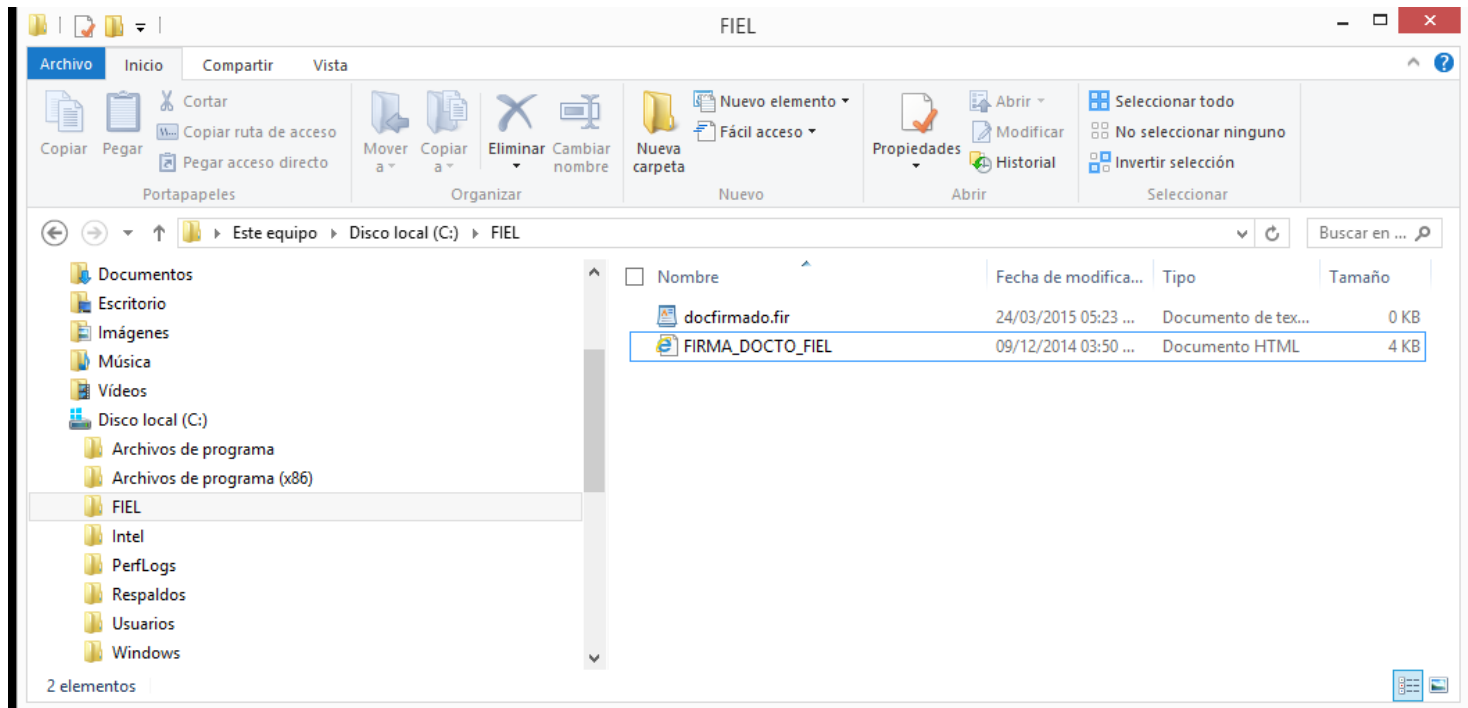 FIEL
Archivo Inicio Compartir Vista
Copiar
Pegar
Cortar
Copiar ruta de acceso
Pegar acceso directo
Portapapeles
Mover a
Copiar a
Eliminar
Cambiar nombre
Organizar
Nueva carpeta
Nuevo elemento
Fácil acceso
Nuevo
Propiedades
Abrir
Modificar
Historial
Abrir
Seleccionar todo
No seleccionar ninguno
Invertir selección
Seleccionar
Este equipo Disco local (C:) FIEL
Buscar en ...
Documentos
Escritorio
Imágenes
Música
Vídeos
Disco local (C:)
Archivos de programa
Archivos de programa (x86)
FIEL
Intel
PerfLogs
Respaldos
Usuarios
Windows
Nombre Fecha de modifica... Tipo Tamaño
docfirmado.fir 24/03/2015 05:23 ... Documento de tex... 0 KB
FIRMA_DOCTO_FIEL 09/12/2014 03:50 ... Documento HTML 4 KB
2 elementos